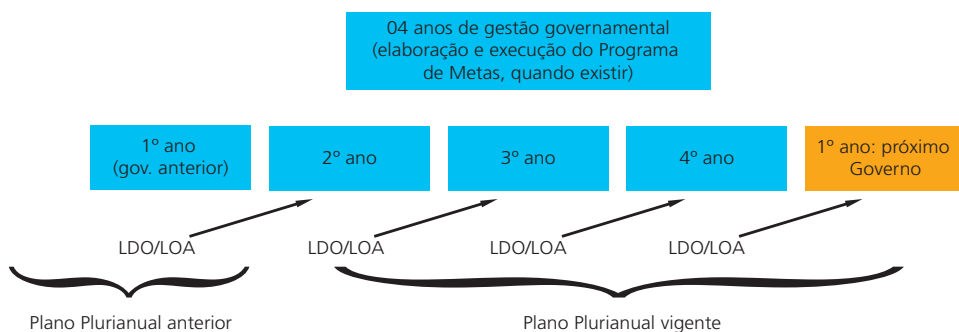 04 anos de gestão governamental
(elaboração e execução do Programa
de Metas, quando existir)
1º ano
(gov. anterior)
2º ano
3º ano
4º ano
1º ano: próximo
Governo
LDO/LOA
LDO/LOA
LDO/LOA
LDO/LOA
Plano Plurianual anterior
Plano Plurianual vigente